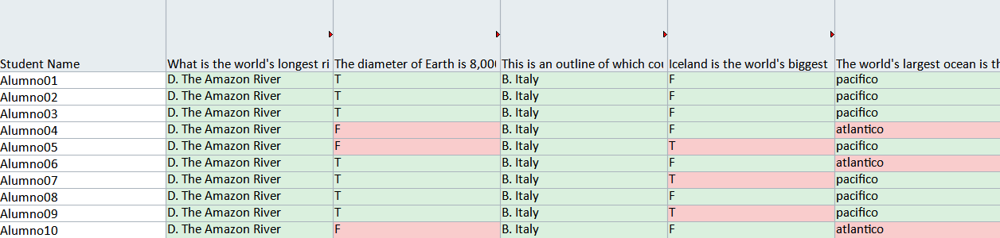 Student Name What is the world's longest ri The diameter of Earth is 8,00 This is an outline of which cou Iceland is the world's biggest The world's largest ocean is th
Alumno01 D. The Amazon River T B. Italy F pacifico
Alumno02 D. The Amazon River T B. Italy F pacifico
Alumno03 D. The Amazon River T B. Italy F pacifico
Alumno04 D. The Amazon River F B. Italy F atlantico
Alumno05 D. The Amazon River F B. Italy T pacifico
Alumno06 D. The Amazon River T B. Italy F atlantico
Alumno07 D. The Amazon River T B. Italy T pacifico
Alumno08 D. The Amazon River T B. Italy F pacifico
Alumno09 D. The Amazon River T B. Italy T pacifico
Alumno10 D. The Amazon River F B. Italy F atlantico